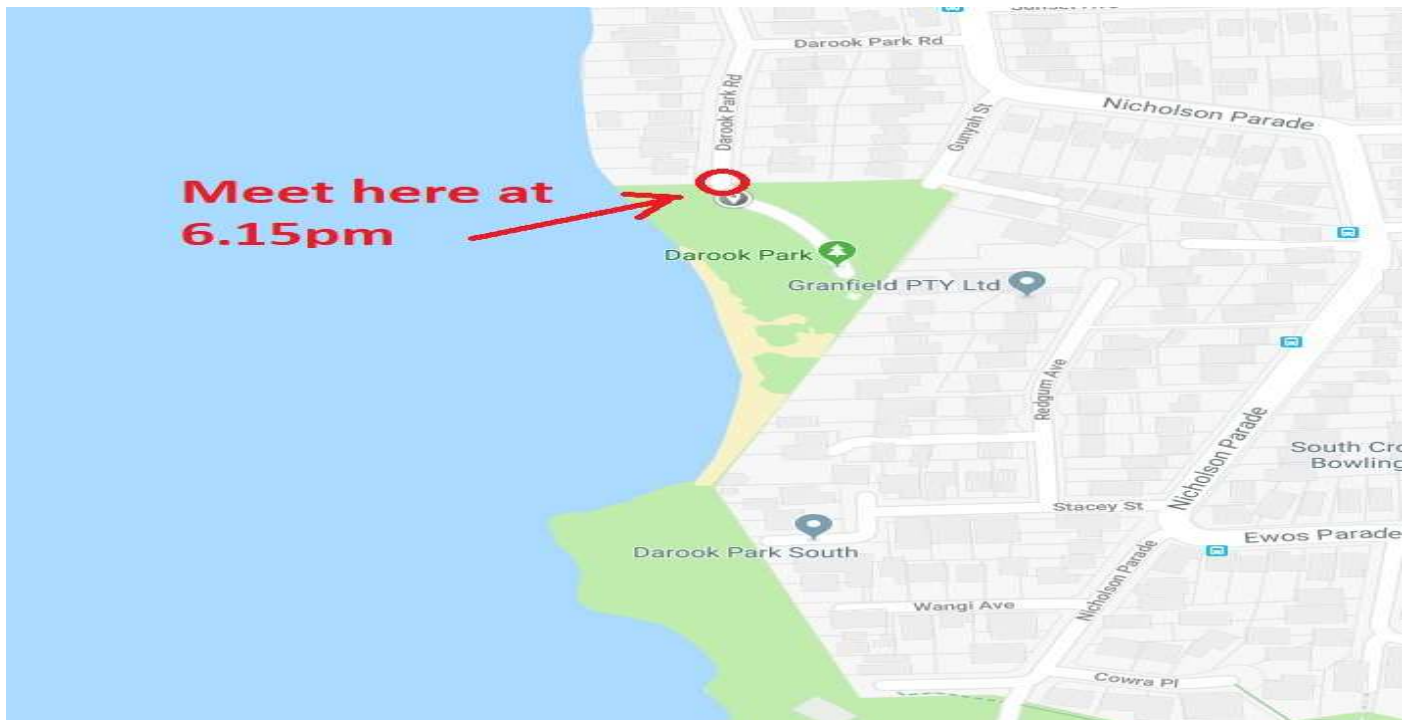 Darook Park Rd
Nicholson Parade
Darook Park Rd
Gunyah St
Meet here at
6.15pm
Darook Park
Granfield PTY Ltd
Redgum Ave
Nicholson Parade
South Cro
Bowling
Stacey St
Ewos Parade
Darook Park South
Nicholson Parade
Wangi Ave
Cowra Pl